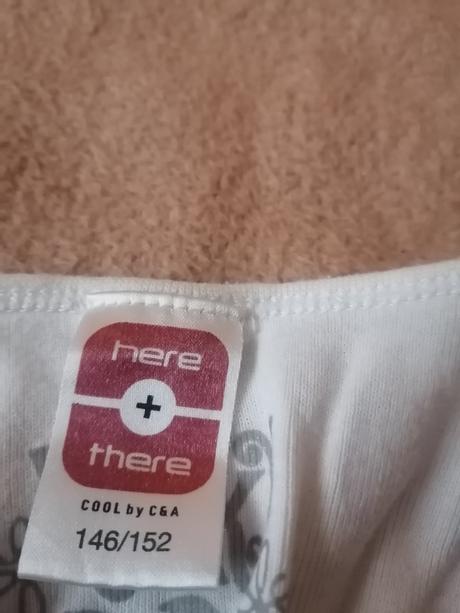 here
+
there
COOL by C&A
146/152